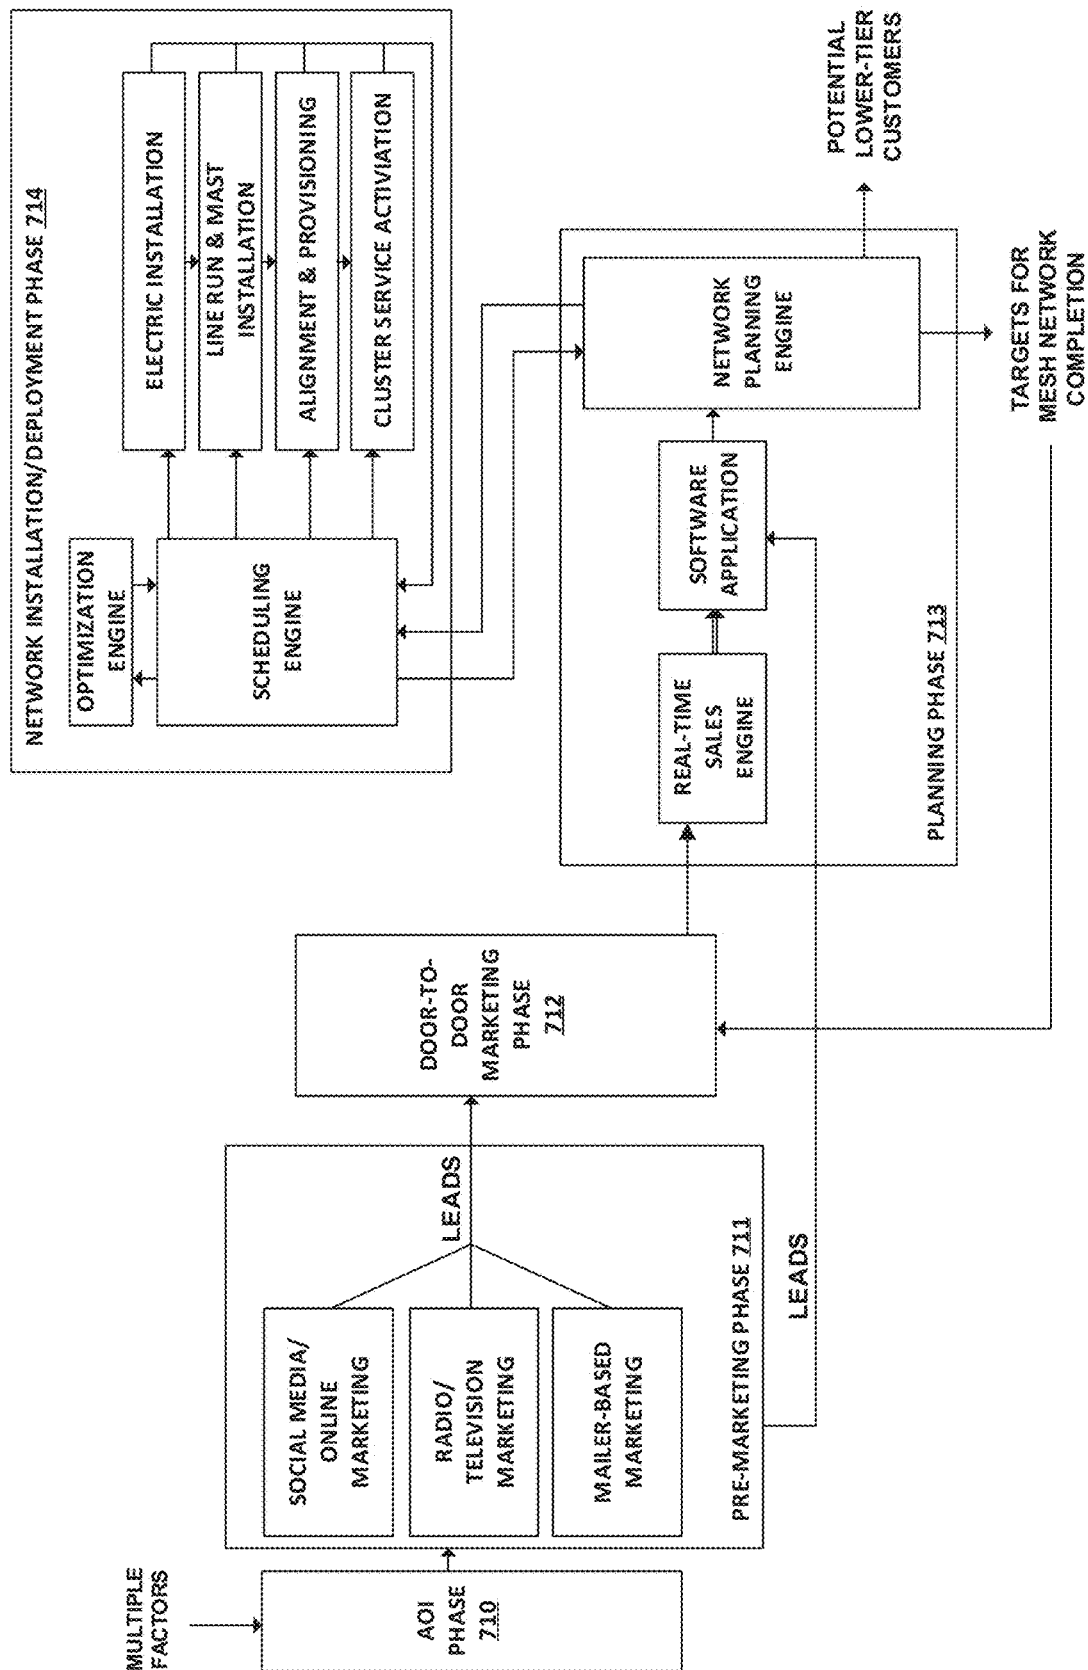 MULTIPLE
FACTORS
AOI
PHASE
710
SOCIAL MEDIA/
ONLINE
MARKETING
RADIO/
TELEVISION
MARKETING
MAILER-BASED
MARKETING
PRE-MARKETING PHASE 711
LEADS
LEADS
DOOR-TO-
DOOR
MARKETING
PHASE
712
REAL-TIME
SALES
ENGINE
SOFTWARE
APPLICATION
NETWORK
PLANNING
ENGINE
PLANNING PHASE 713
POTENTIAL
LOWER-TIER
CUSTOMERS
TARGETS FOR
MESH NETWORK
COMPLETION
NETWORK INSTALLATION/DEPLOYMENT PHASE 714
OPTIMIZATION
ENGINE
SCHEDULING
ENGINE
ELECTRIC INSTALLATION
LINE RUN & MAST
INSTALLATION
ALIGNMENT & PROVISIONING
CLUSTER SERVICE ACTIVIATION